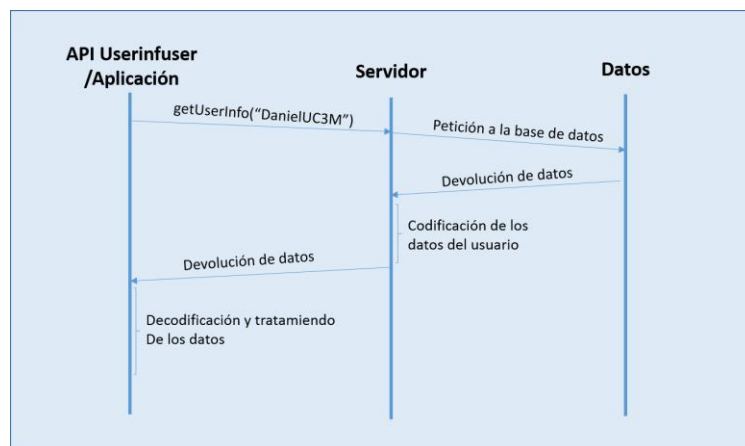 API Userinfuser
/Aplicación
Servidor
Datos
getUserInfo("DanielUC3M")
Petición a la base de datos
Devolución de datos
Codificación de los
datos del usuario
Devolución de datos
Decodificación y tratamiendo
De los datos